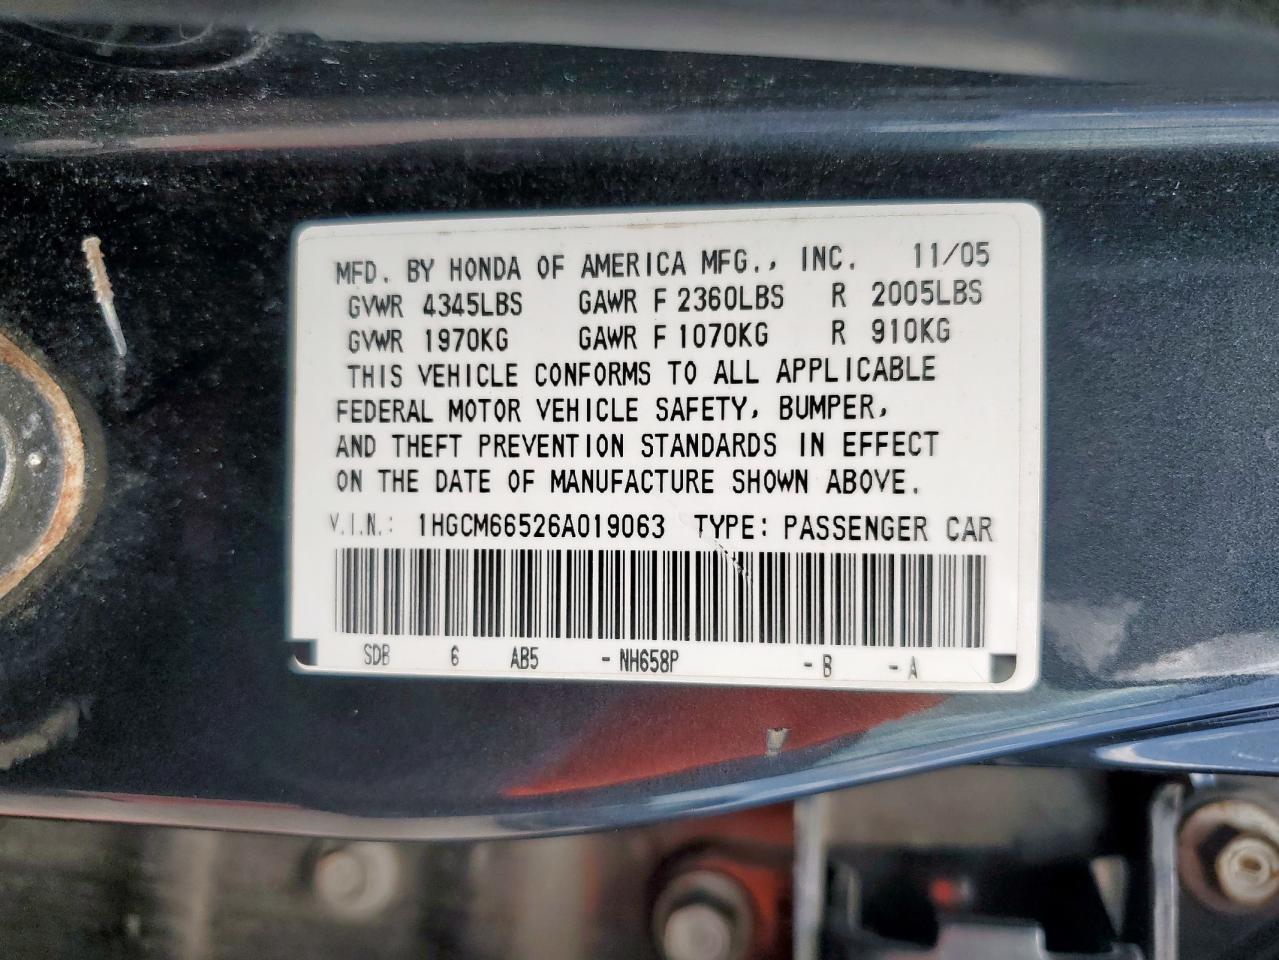 MFD. BY HONDA OF AMERICA MFG., INC. 11/05
GVWR 4345LBS GAWR F 2360LBS R 2005LBS
GVWR 1970KG GAWR F 1070KG R 910KG
THIS VEHICLE CONFORMS TO ALL APPLICABLE
FEDERAL MOTOR VEHICLE SAFETY, BUMPER,
AND THEFT PREVENTION STANDARDS IN EFFECT
ON THE DATE OF MANUFACTURE SHOWN ABOVE.
V.I.N.: 1HGCM66526A019063 TYPE: PASSENGER CAR
SDB 6 AB5 - NH658P - B - A